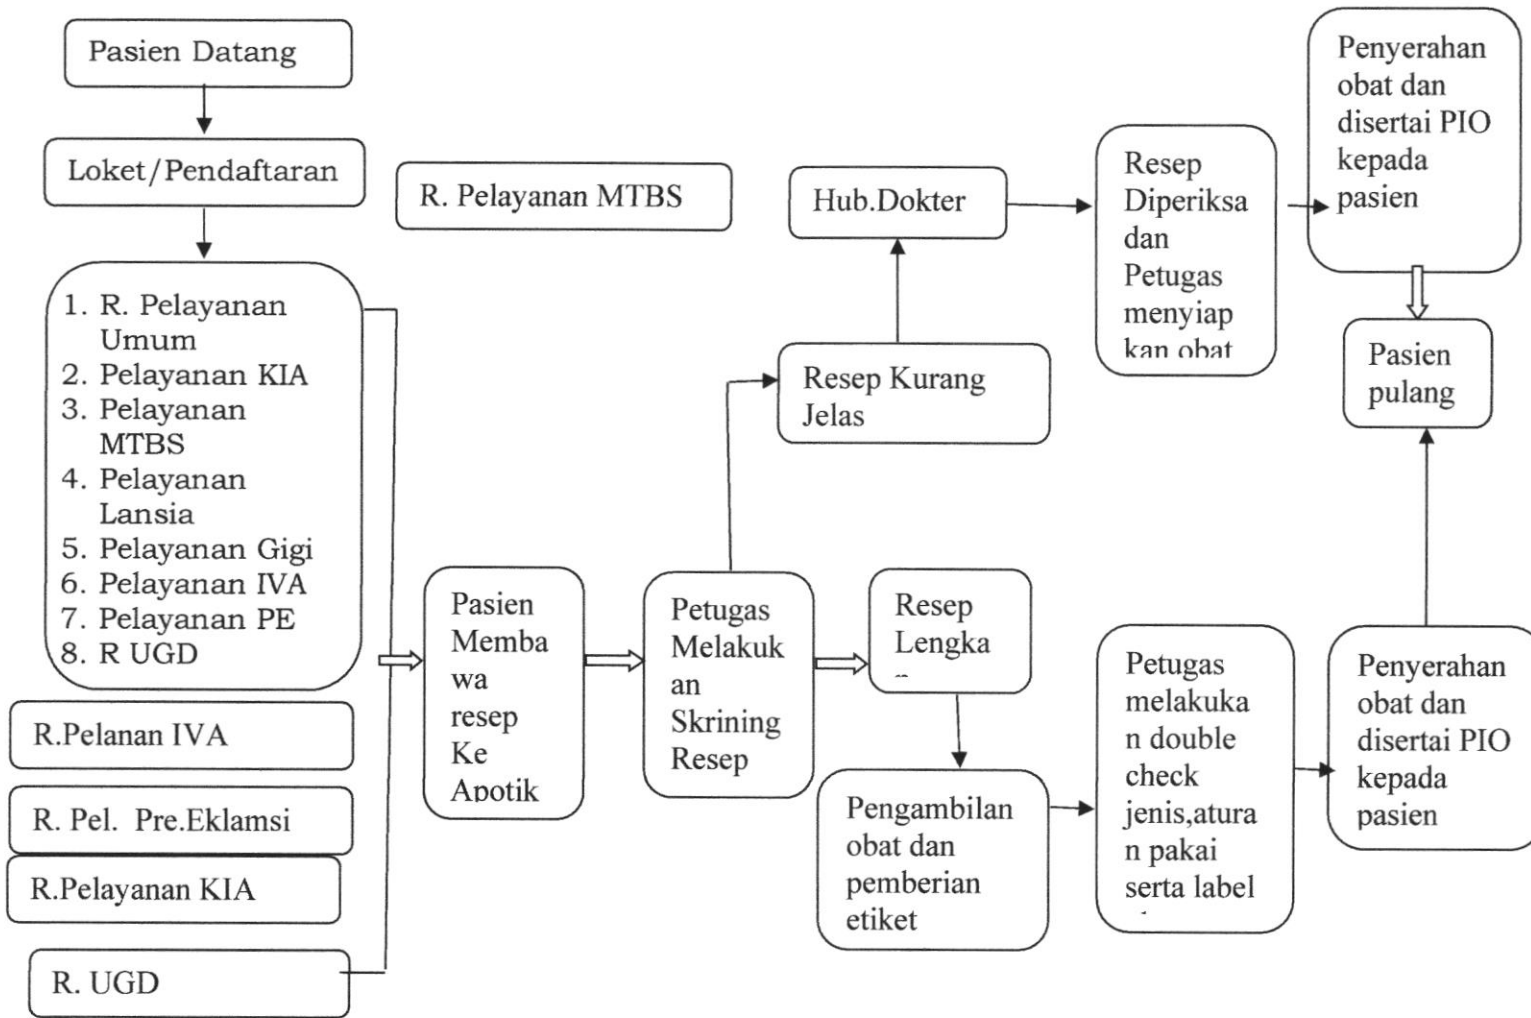 Pasien Datang
Loket/Pendaftaran
1. R. Pelayanan
Umum
2. Pelayanan KIA
3. Pelayanan
MTBS
4. Pelayanan
Lansia
5. Pelayanan Gigi
6. Pelayanan IVA
7. Pelayanan PE
8. R UGD
R.Pelanan IVA
R. Pel. Pre.Eklamsi
R.Pelayanan KIA
R. UGD
R. Pelayanan MTBS
Pasien
Memba
wa
resep
Ke
Apotik
Petugas
Melakuk
an
Skrining
Resep
Resep Kurang
Jelas
Hub.Dokter
Resep
Diperiksa
dan
Petugas
menyiap
kan obat
Penyerahan
obat dan
disertai PIO
kepada
pasien
Pasien
pulang
Resep
Lengka
Pengambilan
obat dan
pemberian
etiket
Petugas
melakuka
n double
check
jenis,atura
n pakai
serta label
Penyerahan
obat dan
disertai PIO
kepada
pasien